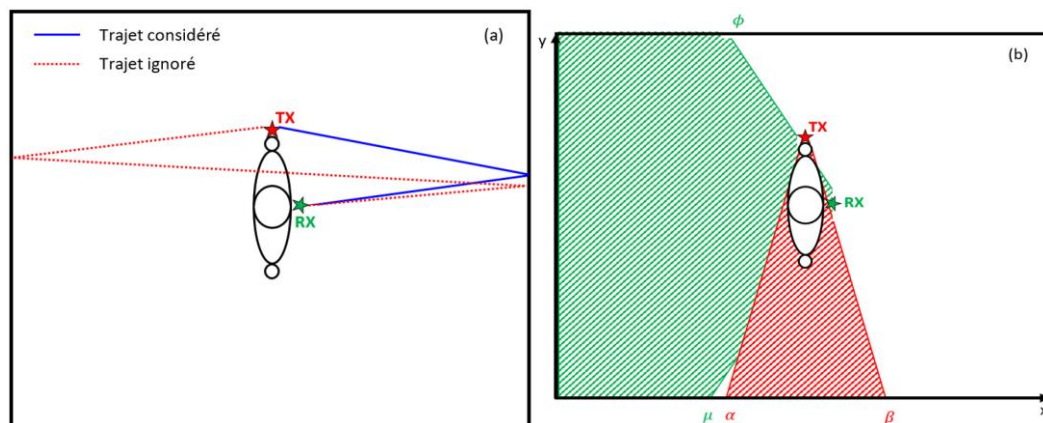 Trajet considéré
(a)
Trajet ignoré
TX
RX
ϕ
y
(b)
TX
RX
μ
α
β
x